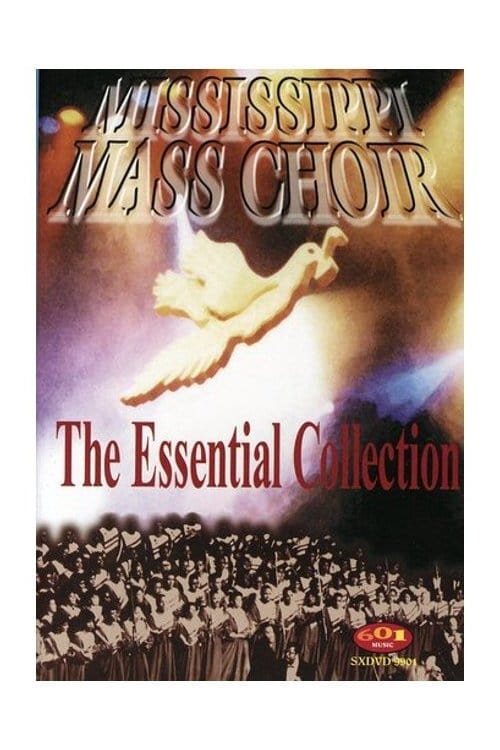 MISSISSIPPI
MASS CHOIR
The Essential Collection
601
MUSIC
SXDVD 9901